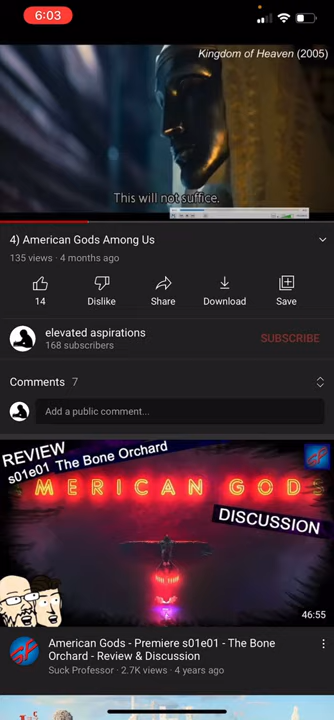 6:03
Kingdom of Heaven (2005)
This will not suffice.
4) American Gods Among Us
135 views · 4 months ago
14
Dislike
Share
Download
Save
elevated aspirations
168 subscribers
SUBSCRIBE
Comments 7
Add a public comment...
REVIEW
s01e01 The Bone Orchard
MERICAN GODS
DISCUSSION
46:55
American Gods - Premiere s01e01 - The Bone
Orchard - Review & Discussion
Suck Professor · 2.7K views · 4 years ago